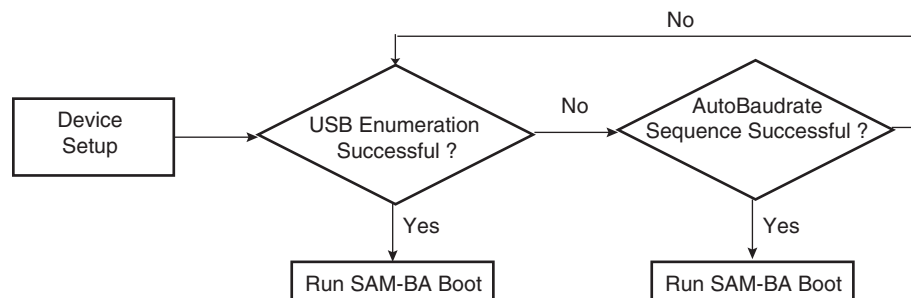 No
Device
Setup
USB Enumeration
Successful ?
No
AutoBaudrate
Sequence Successful ?
Yes
Yes
Run SAM-BA Boot
Run SAM-BA Boot